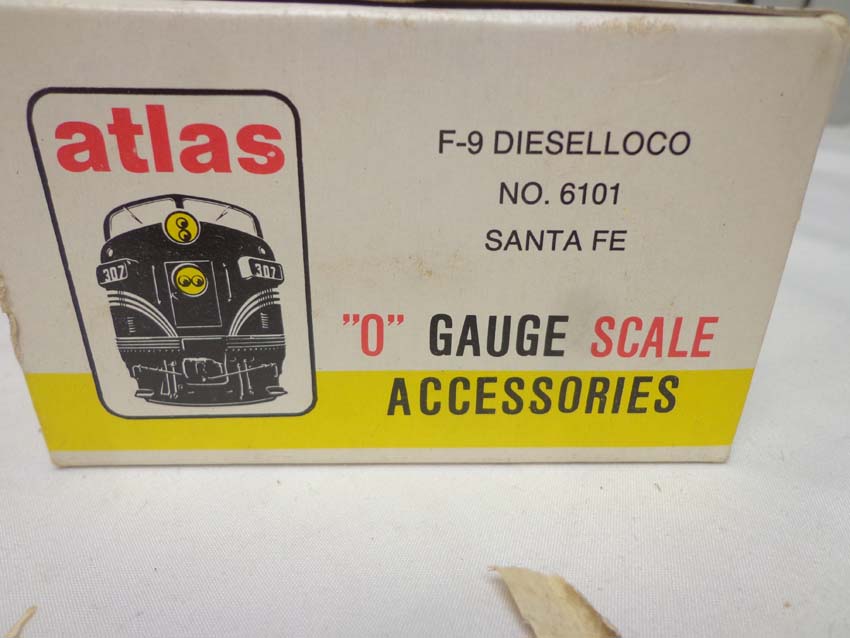 atlas
307
307
F-9 DIESELLOCO
NO. 6101
SANTA FE
"O" GAUGE SCALE
ACCESSORIES